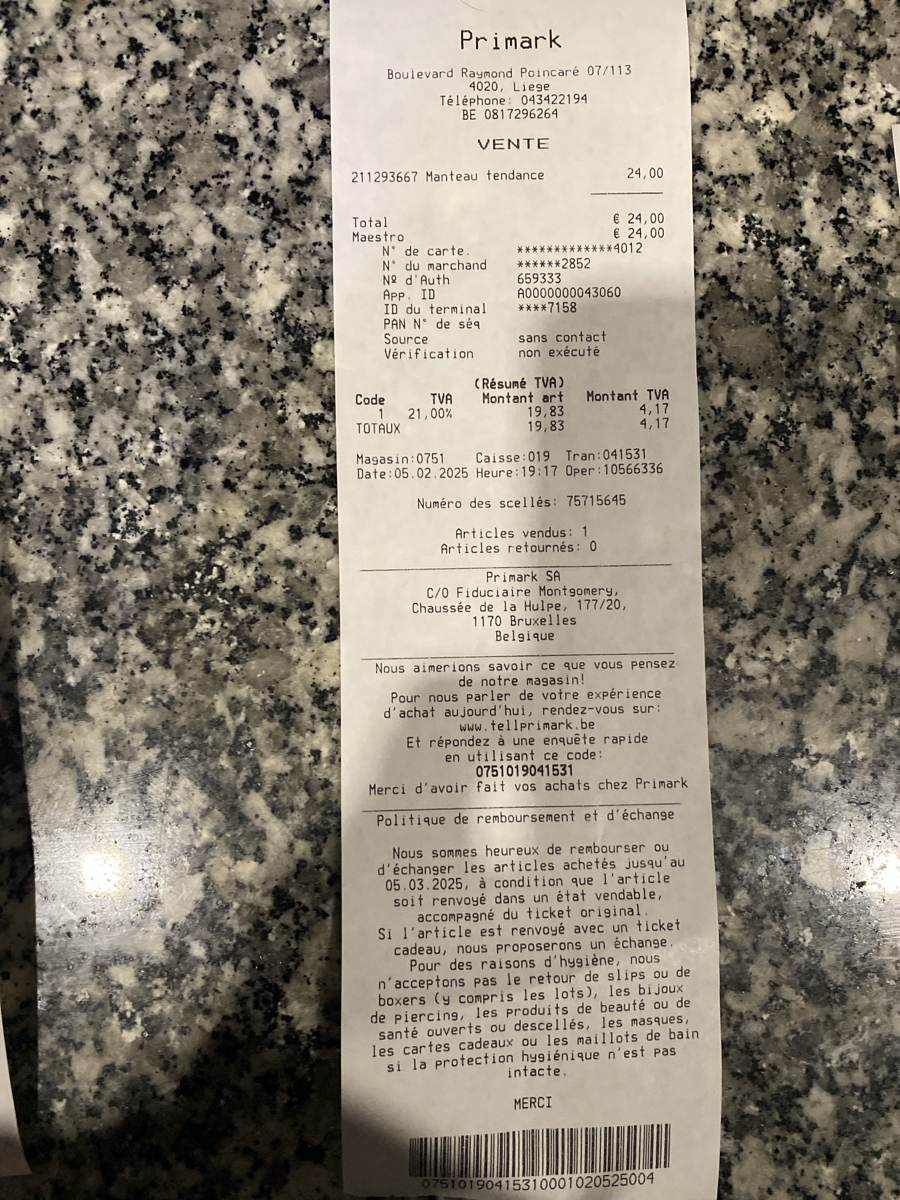 Primark
Boulevard Raymond Poincaré 07/113
4020, Liege
Téléphone: 043422194
BE 0817296264
VENTE
211293667 Manteau tendance 24,00
Total € 24,00
Maestro € 24,00
N° de carte. *************4012
N° du marchand ******2852
Nº d'Auth 659333
App. ID A0000000043060
ID du terminal ****7158
PAN N° de séq
Source sans contact
Vérification non exécuté
(Résumé TVA)
Code TVA Montant art Montant TVA
1 21,00% 19,83 4,17
TOTAUX 19,83 4,17
Magasin:0751 Caisse:019 Tran:041531
Date:05.02.2025 Heure:19:17 Oper:10566336
Numéro des scellés: 75715645
Articles vendus: 1
Articles retournés: 0
Primark SA
C/O Fiduciaire Montgomery,
Chaussée de la Hulpe, 177/20,
1170 Bruxelles
Belgique
Nous aimerions savoir ce que vous pensez
de notre magasin!
Pour nous parler de votre expérience
d'achat aujourd'hui, rendez-vous sur:
www.tellprimark.be
Et répondez à une enquête rapide
en utilisant ce code:
0751019041531
Merci d'avoir fait vos achats chez Primark
Politique de remboursement et d'échange
Nous sommes heureux de rembourser ou
d'échanger les articles achetés jusqu'au
05.03.2025, à condition que l'article
soit renvoyé dans un état vendable,
accompagné du ticket original.
Si l'article est renvoyé avec un ticket
cadeau, nous proposerons un échange.
Pour des raisons d'hygiène, nous
n'acceptons pas le retour de slips ou de
boxers (y compris les lots), les bijoux
de piercing, les produits de beauté ou de
santé ouverts ou descellés, les masques,
les cartes cadeaux ou les maillots de bain
si la protection hygiénique n'est pas
intacte.
MERCI
07510190415310001020525004